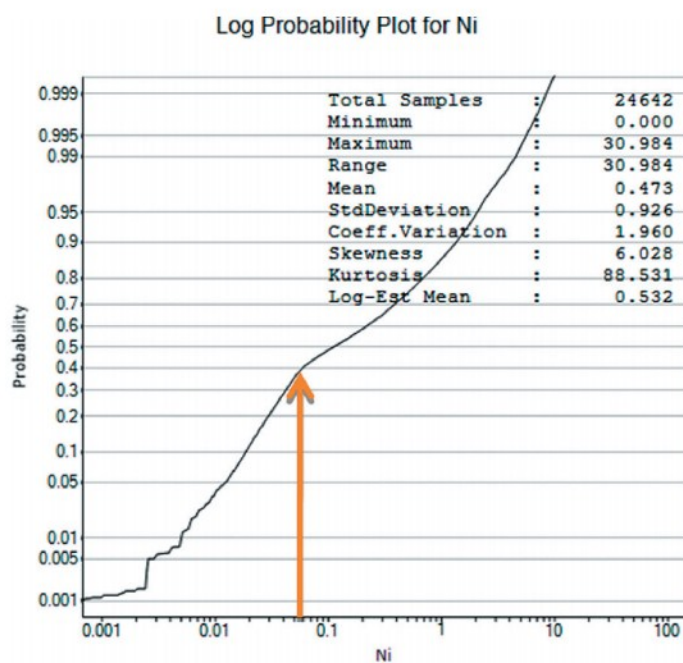 Log Probability Plot for Ni
Total Samples : 24642
Minimum : 0.000
Maximum : 30.984
Range : 30.984
Mean : 0.473
StdDeviation : 0.926
Coeff.Variation : 1.960
Skewness : 6.028
Kurtosis : 88.531
Log-Est Mean : 0.532
Probability
0.999
0.995
0.99
0.95
0.9
0.8
0.7
0.6
0.5
0.4
0.3
0.2
0.1
0.05
0.01
0.005
0.001
0.001 0.01 0.1 1 10 100
Ni